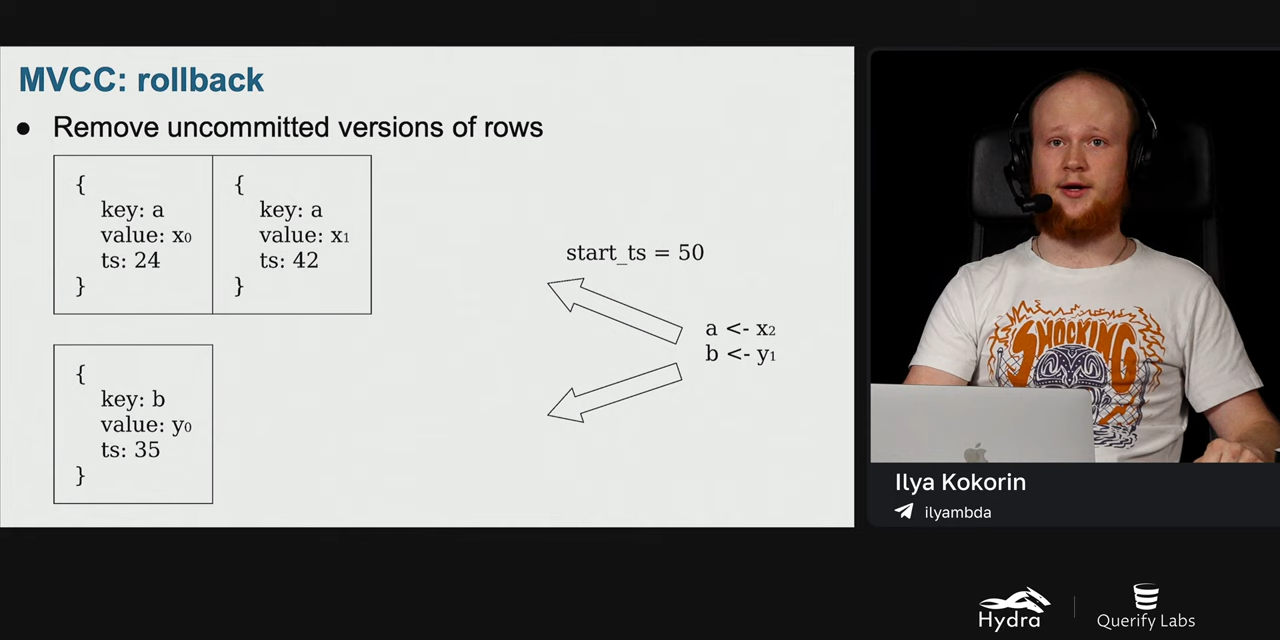 MVCC: rollback
● Remove uncommitted versions of rows
{
key: a
value: x₀
ts: 24
}
{
key: a
value: x₁
ts: 42
}
start_ts = 50
a <- x₂
b <- y₁
{
key: b
value: y₀
ts: 35
}
SHOCKING
Ilya Kokorin
ilyambda
Hydra
Querify Labs